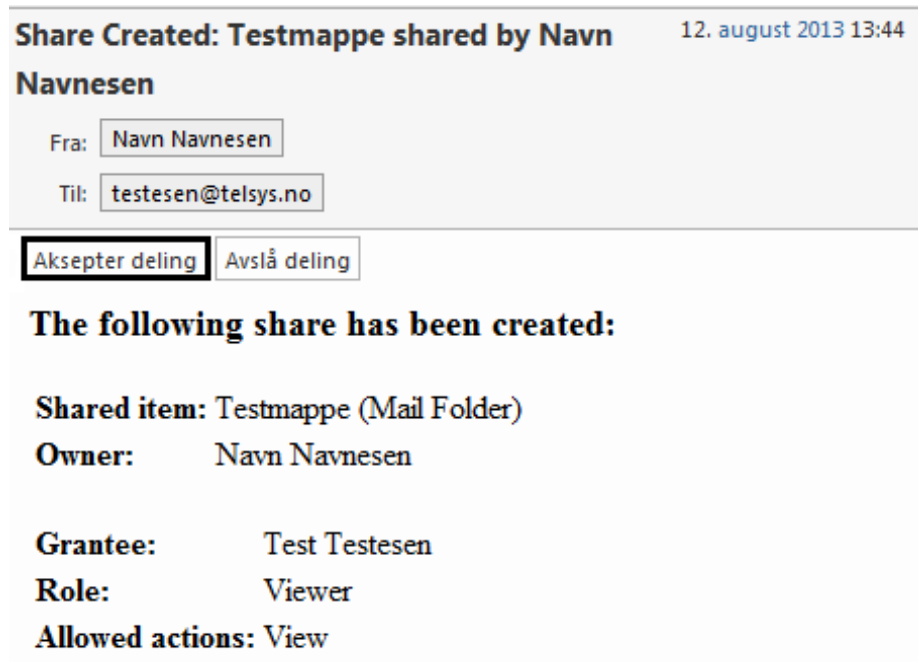 Share Created: Testmappe shared by Navn
Navnesen
12. august 2013 13:44
Fra: Navn Navnesen
Til: testesen@telsys.no
Aksepter deling Avslå deling
The following share has been created:
Shared item: Testmappe (Mail Folder)
Owner: Navn Navnesen
Grantee: Test Testesen
Role: Viewer
Allowed actions: View